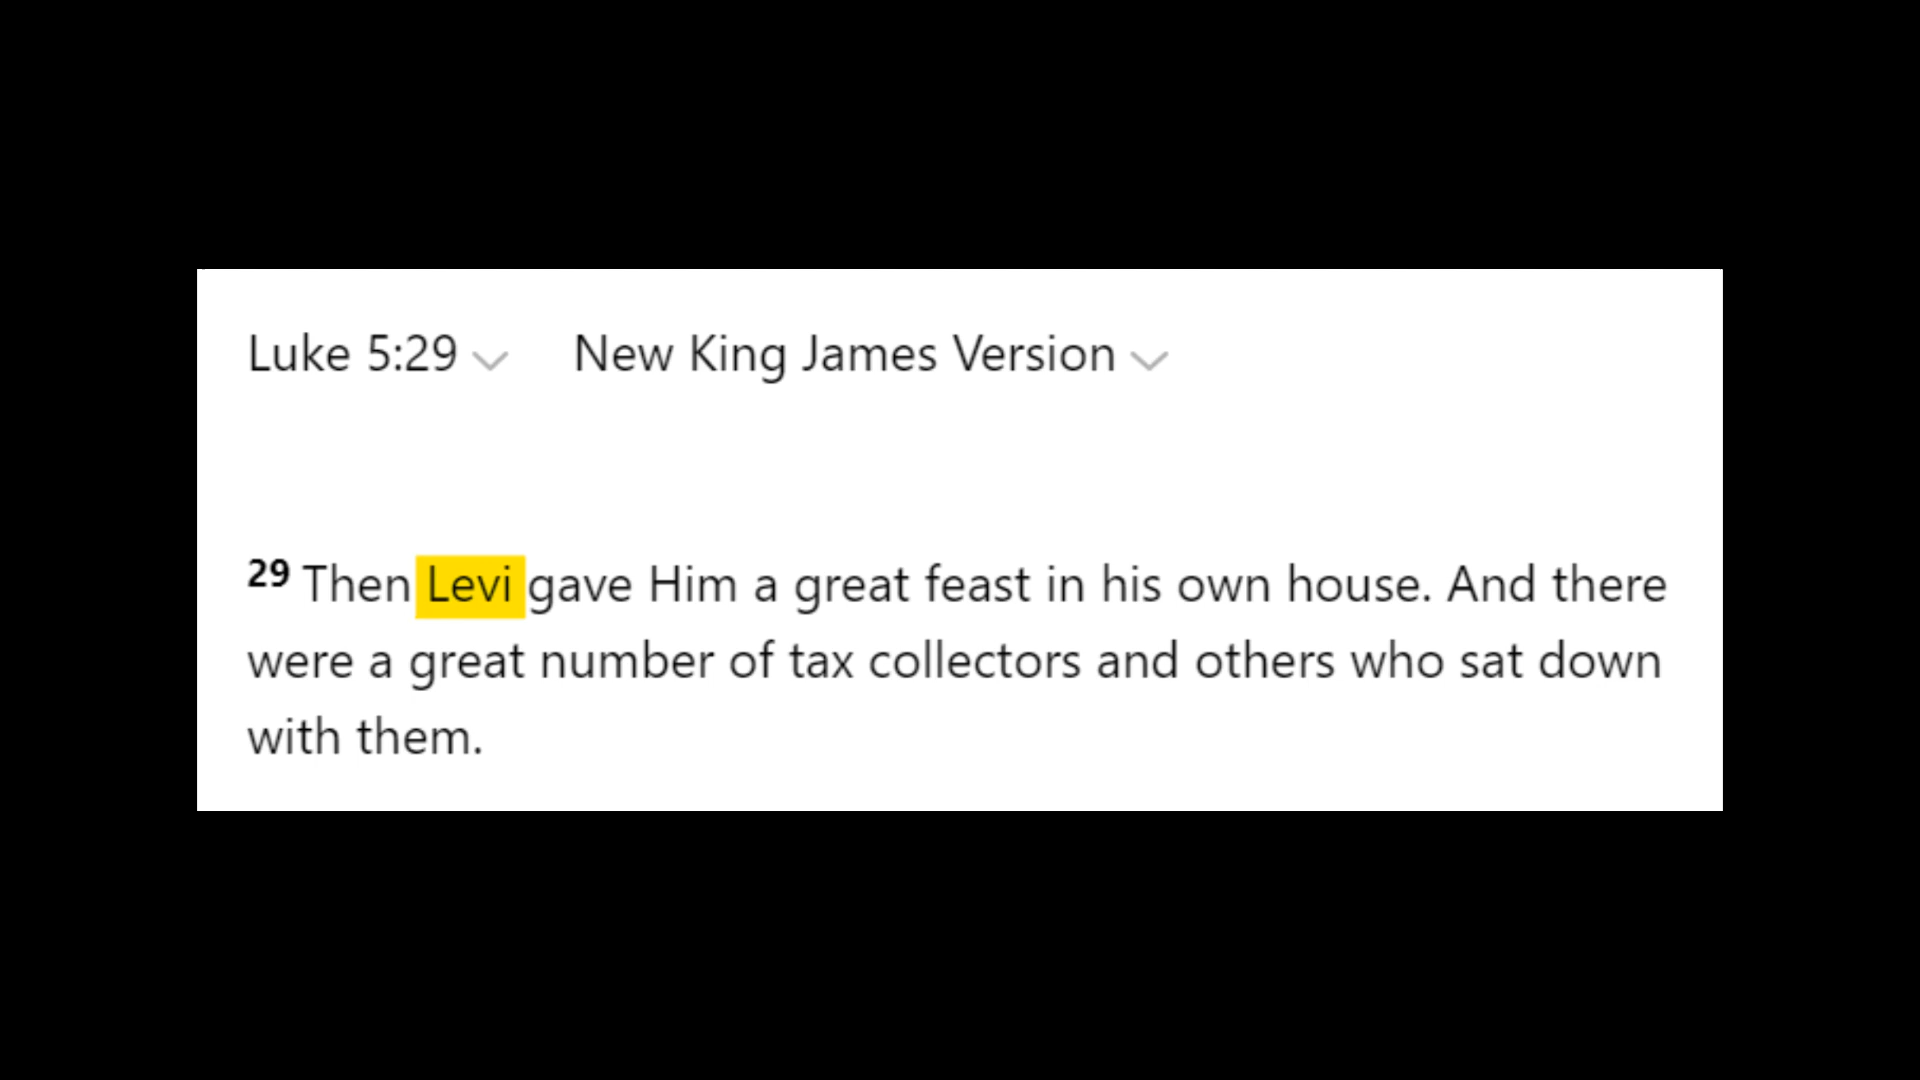 Luke 5:29 New King James Version
29 Then Levi gave Him a great feast in his own house. And there
were a great number of tax collectors and others who sat down
with them.